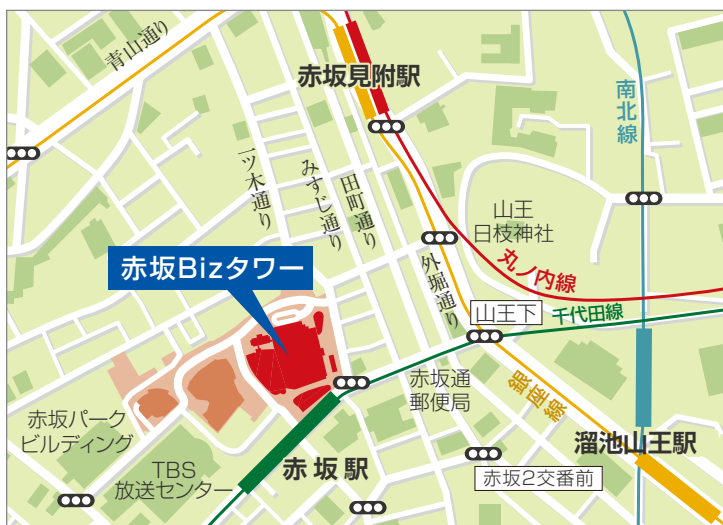 青山通り
赤坂見附駅
南北線
一ツ木通り
みすじ通り
田町通り
山王
日枝神社
赤坂Bizタワー
外堀通り
丸ノ内線
山王下
千代田線
赤坂通
郵便局
銀座線
赤坂パーク
ビルディング
溜池山王駅
TBS
放送センター
赤坂駅
赤坂2交番前